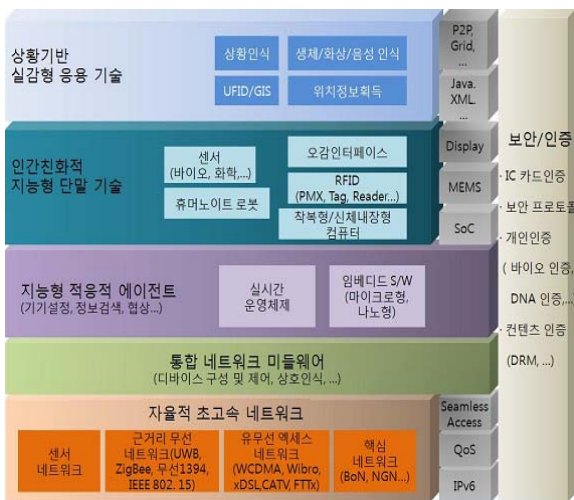 상황기반
실감형 응용 기술
상황인식
생체/화상/음성 인식
UFID/GIS
위치정보획득
P2P,
Grid,
...
Java.
XML.
...
인간친화적
지능형 단말 기술
센서
(바이오, 화학,...)
휴머노이트 로봇
오감인터페이스
RFID
(PMX, Tag, Reader...)
착복형/신체내장형
컴퓨터
Display
MEMS
SoC
지능형 적응적 에이전트
(기기설정, 정보검색, 협상...)
실시간
운영체제
임베디드 S/W
(마이크로형,
나노형)
통합 네트워크 미들웨어
(디바이스 구성 및 제어, 상호인식, ...)
자율적 초고속 네트워크
센서
네트워크
근거리 무선
네트워크(UWB,
ZigBee, 무선1394,
IEEE 802. 15)
유무선 엑세스
네트워크
(WCDMA, Wibro,
xDSL,CATV, FTTx)
핵심
네트워크
(BoN, NGN...)
Seamless
Access
QoS
IPv6
보안/인증
· IC 카드인증
· 보안 프로토콜
· 개인인증
( 바이오 인증,
DNA 인증,...)
· 컨텐츠 인증
(DRM, ...)